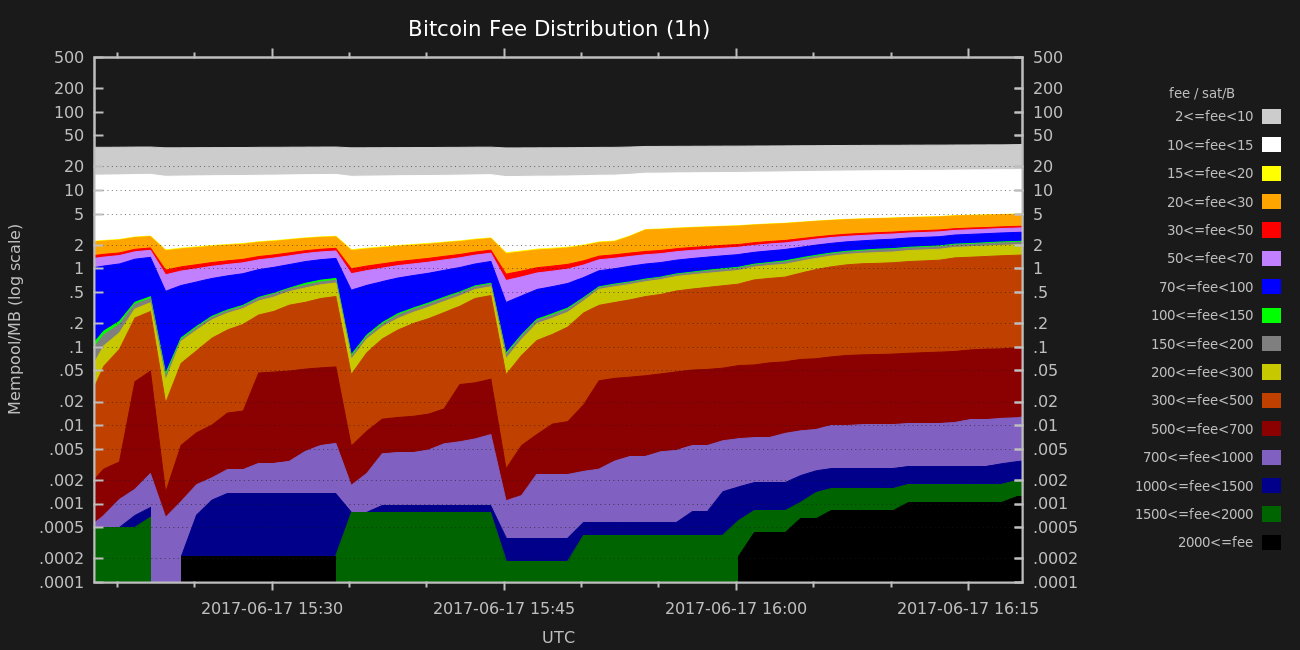 Bitcoin Fee Distribution (1h)
500
200
100
50
20
10
5
2
1
.5
.2
.1
.05
.02
.01
.005
.002
.001
.0005
.0002
.0001
Mempool/MB (log scale)
500
200
100
50
20
10
5
2
1
.5
.2
.1
.05
.02
.01
.005
.002
.001
.0005
.0002
.0001
2017-06-17 15:30
2017-06-17 15:45
2017-06-17 16:00
2017-06-17 16:15
UTC
fee / sat/B
2<=fee<10
10<=fee<15
15<=fee<20
20<=fee<30
30<=fee<50
50<=fee<70
70<=fee<100
100<=fee<150
150<=fee<200
200<=fee<300
300<=fee<500
500<=fee<700
700<=fee<1000
1000<=fee<1500
1500<=fee<2000
2000<=fee